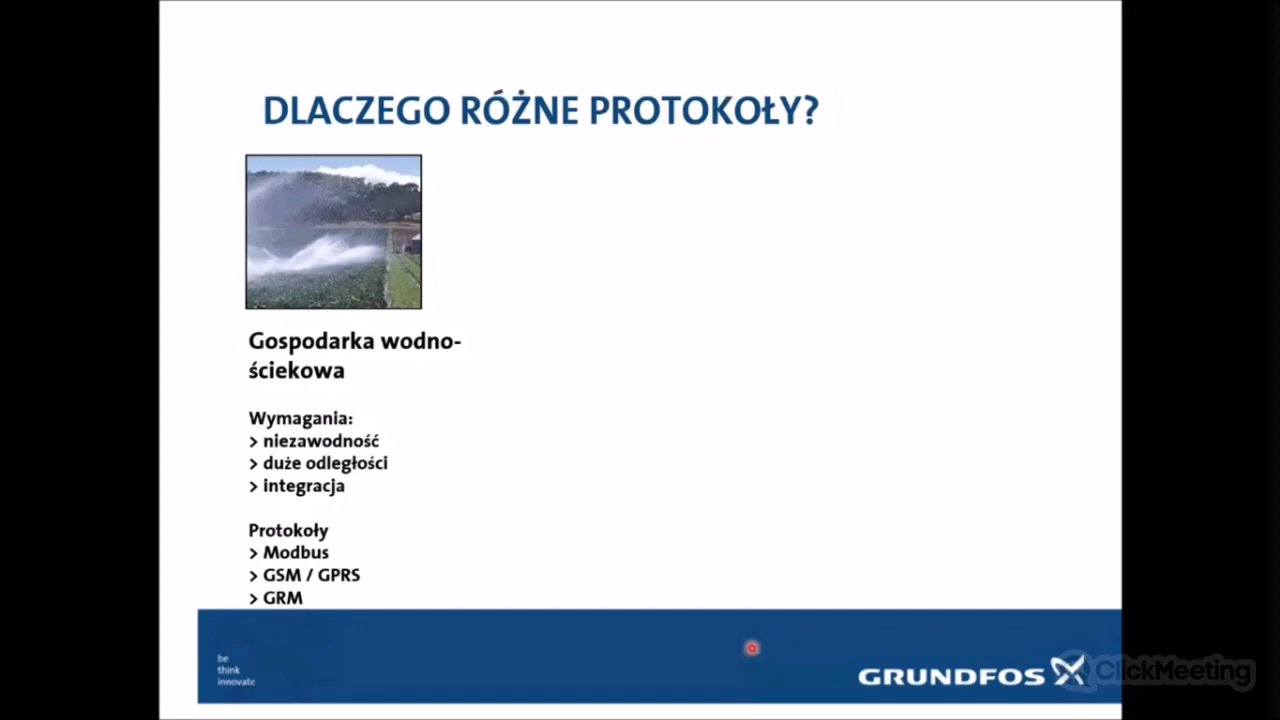 DLACZEGO RÓŻNE PROTOKOŁY?
Gospodarka wodno-
ściekowa
Wymagania:
> niezawodność
> duże odległości
> integracja
Protokoły
> Modbus
> GSM / GPRS
> GRM
be
think
innovate
GRUNDFOS
ClickMeeting